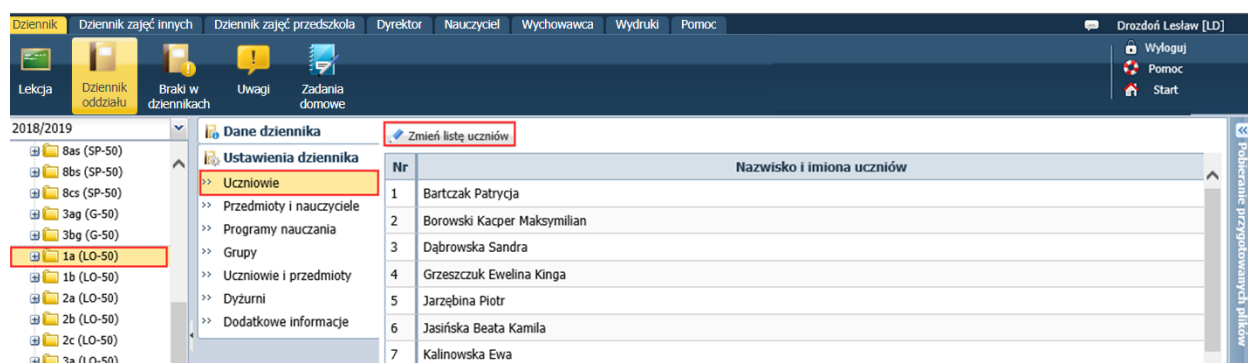 Dziennik Dziennik zajęć innych Dziennik zajęć przedszkola Dyrektor Nauczyciel Wychowawca Wydruki Pomoc Drozdoń Lesław [LD]
Lekcja
Dziennik oddziału
Braki w dziennikach
Uwagi
Zadania domowe
Wyloguj
Pomoc
Start
2018/2019
8as (SP-50)
8bs (SP-50)
8cs (SP-50)
3ag (G-50)
3bg (G-50)
1a (LO-50)
1b (LO-50)
2a (LO-50)
2b (LO-50)
2c (LO-50)
3a (LO-50)
Dane dziennika
Ustawienia dziennika
Uczniowie
Przedmioty i nauczyciele
Programy nauczania
Grupy
Uczniowie i przedmioty
Dyżurni
Dodatkowe informacje
Zmień listę uczniów
Nr Nazwisko i imiona uczniów
1 Bartczak Patrycja
2 Borowski Kacper Maksymilian
3 Dąbrowska Sandra
4 Grzeszczuk Ewelina Kinga
5 Jarzębina Piotr
6 Jasińska Beata Kamila
7 Kalinowska Ewa
Pobieranie przygotowanych plików